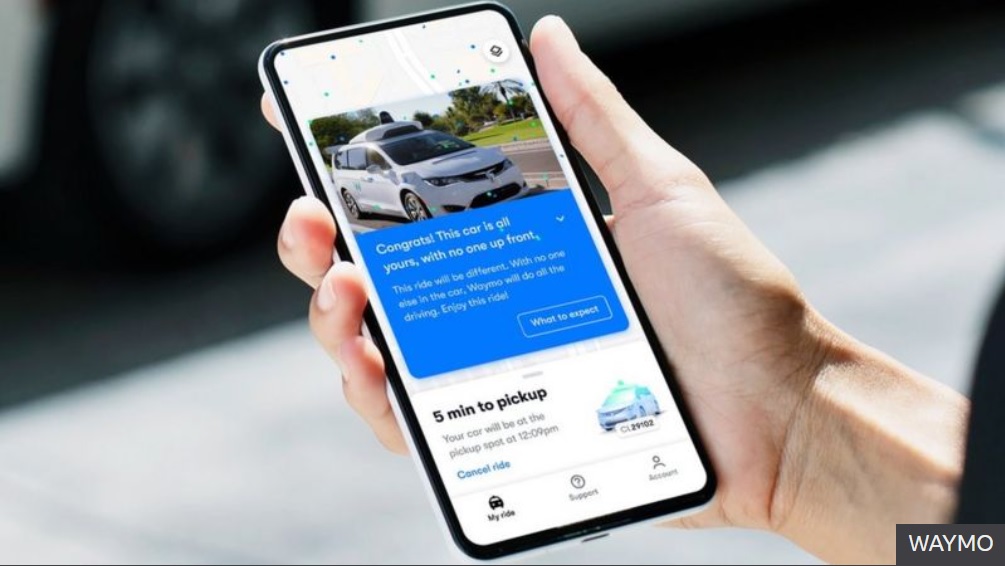 Congrats! This car is all
yours, with no one up front,
This ride will be different. With no one
else in the car, Waymo will do all the
driving. Enjoy this ride!
What to expect
5 min to pickup
Your car will be at the
pickup spot at 12:09pm
CL29102
Cancel ride
My ride
Support
Account
WAYMO